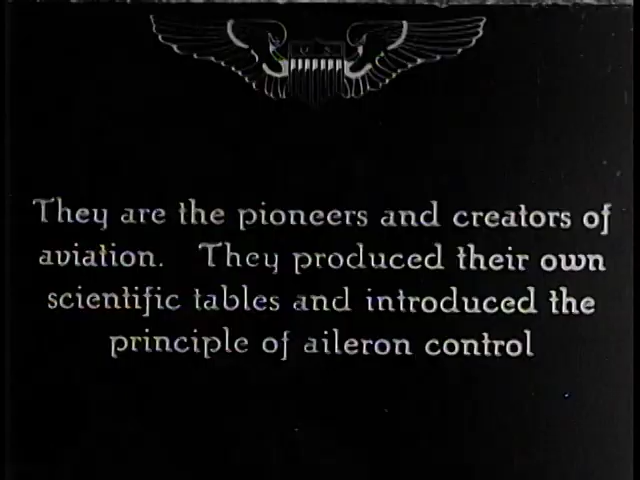 U S
They are the pioneers and creators of
aviation. They produced their own
scientific tables and introduced the
principle of aileron control